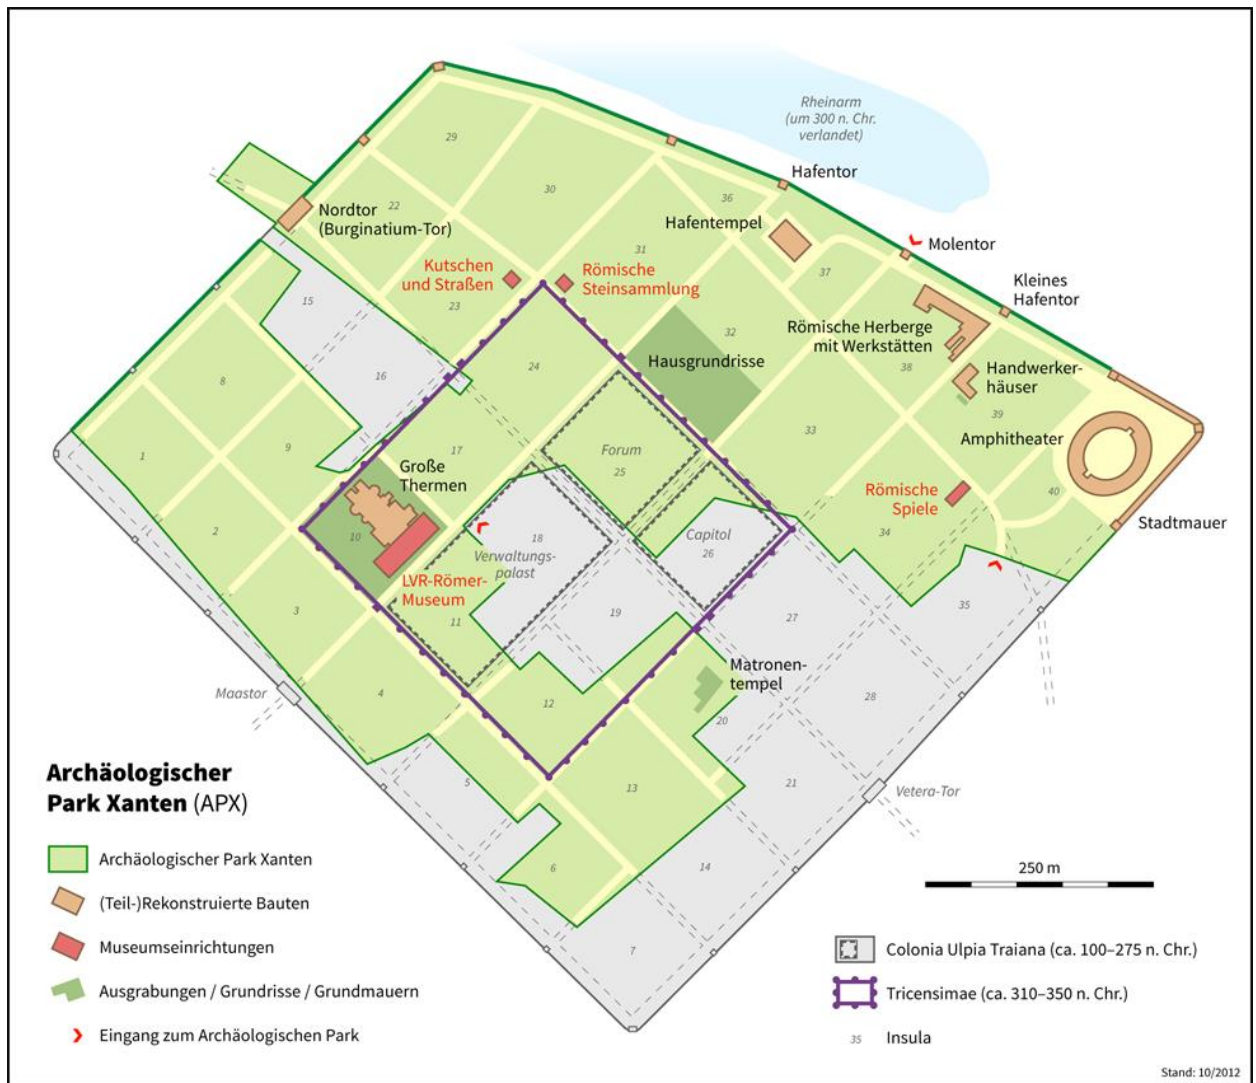 Rheinarm
(um 300 n. Chr.
verlandet)
29
Hafentor
30
36
22
Nordtor
(Burginatium-Tor)
Hafentempel
Molentor
31
37
Kutschen
und Straßen
Römische
Steinsammlung
Kleines
Hafentor
15
23
32
Römische Herberge
mit Werkstätten
Hausgrundrisse
16
24
38
Handwerker-
häuser
8
39
33
Amphitheater
1
9
17
Forum
25
Große
Thermen
40
Römische
Spiele
Stadtmauer
2
10
18
Verwaltungs-
palast
Capitol
26
34
LVR-Römer-
Museum
3
11
19
27
35
Matronen-
tempel
Maastor
4
12
20
28
5
13
21
Vetera-Tor
6
14
7
Archäologischer
Park Xanten (APX)
Archäologischer Park Xanten
(Teil-)Rekonstruierte Bauten
Museumseinrichtungen
Ausgrabungen / Grundrisse / Grundmauern
Eingang zum Archäologischen Park
250 m
Colonia Ulpia Traiana (ca. 100–275 n. Chr.)
Tricensimae (ca. 310–350 n. Chr.)
35 Insula
Stand: 10/2012